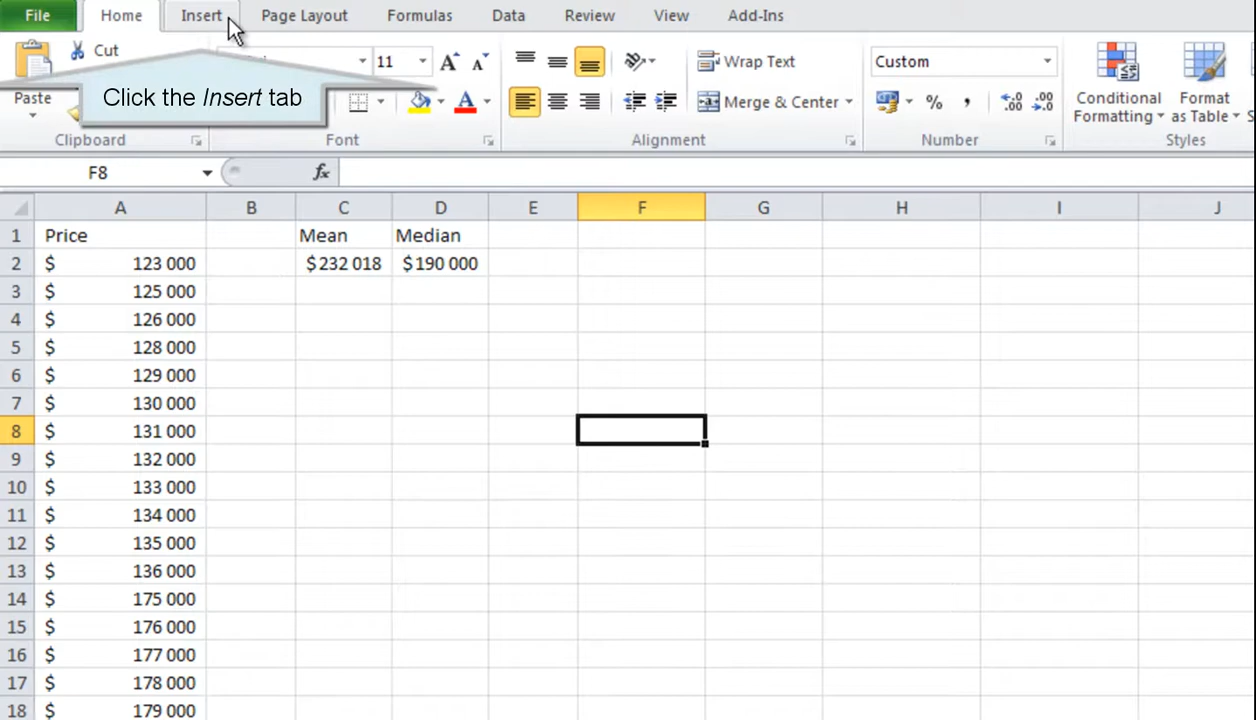 File Home Insert Page Layout Formulas Data Review View Add-Ins
Cut 11 Wrap Text Custom
Click the Insert tab
Paste Merge & Center % , Conditional Formatting Format as Table
Clipboard Font Alignment Number Styles
F8 fx
A B C D E F G H I J
1 Price Mean Median
2 $ 123 000 $ 232 018 $ 190 000
3 $ 125 000
4 $ 126 000
5 $ 128 000
6 $ 129 000
7 $ 130 000
8 $ 131 000
9 $ 132 000
10 $ 133 000
11 $ 134 000
12 $ 135 000
13 $ 136 000
14 $ 175 000
15 $ 176 000
16 $ 177 000
17 $ 178 000
18 $ 179 000